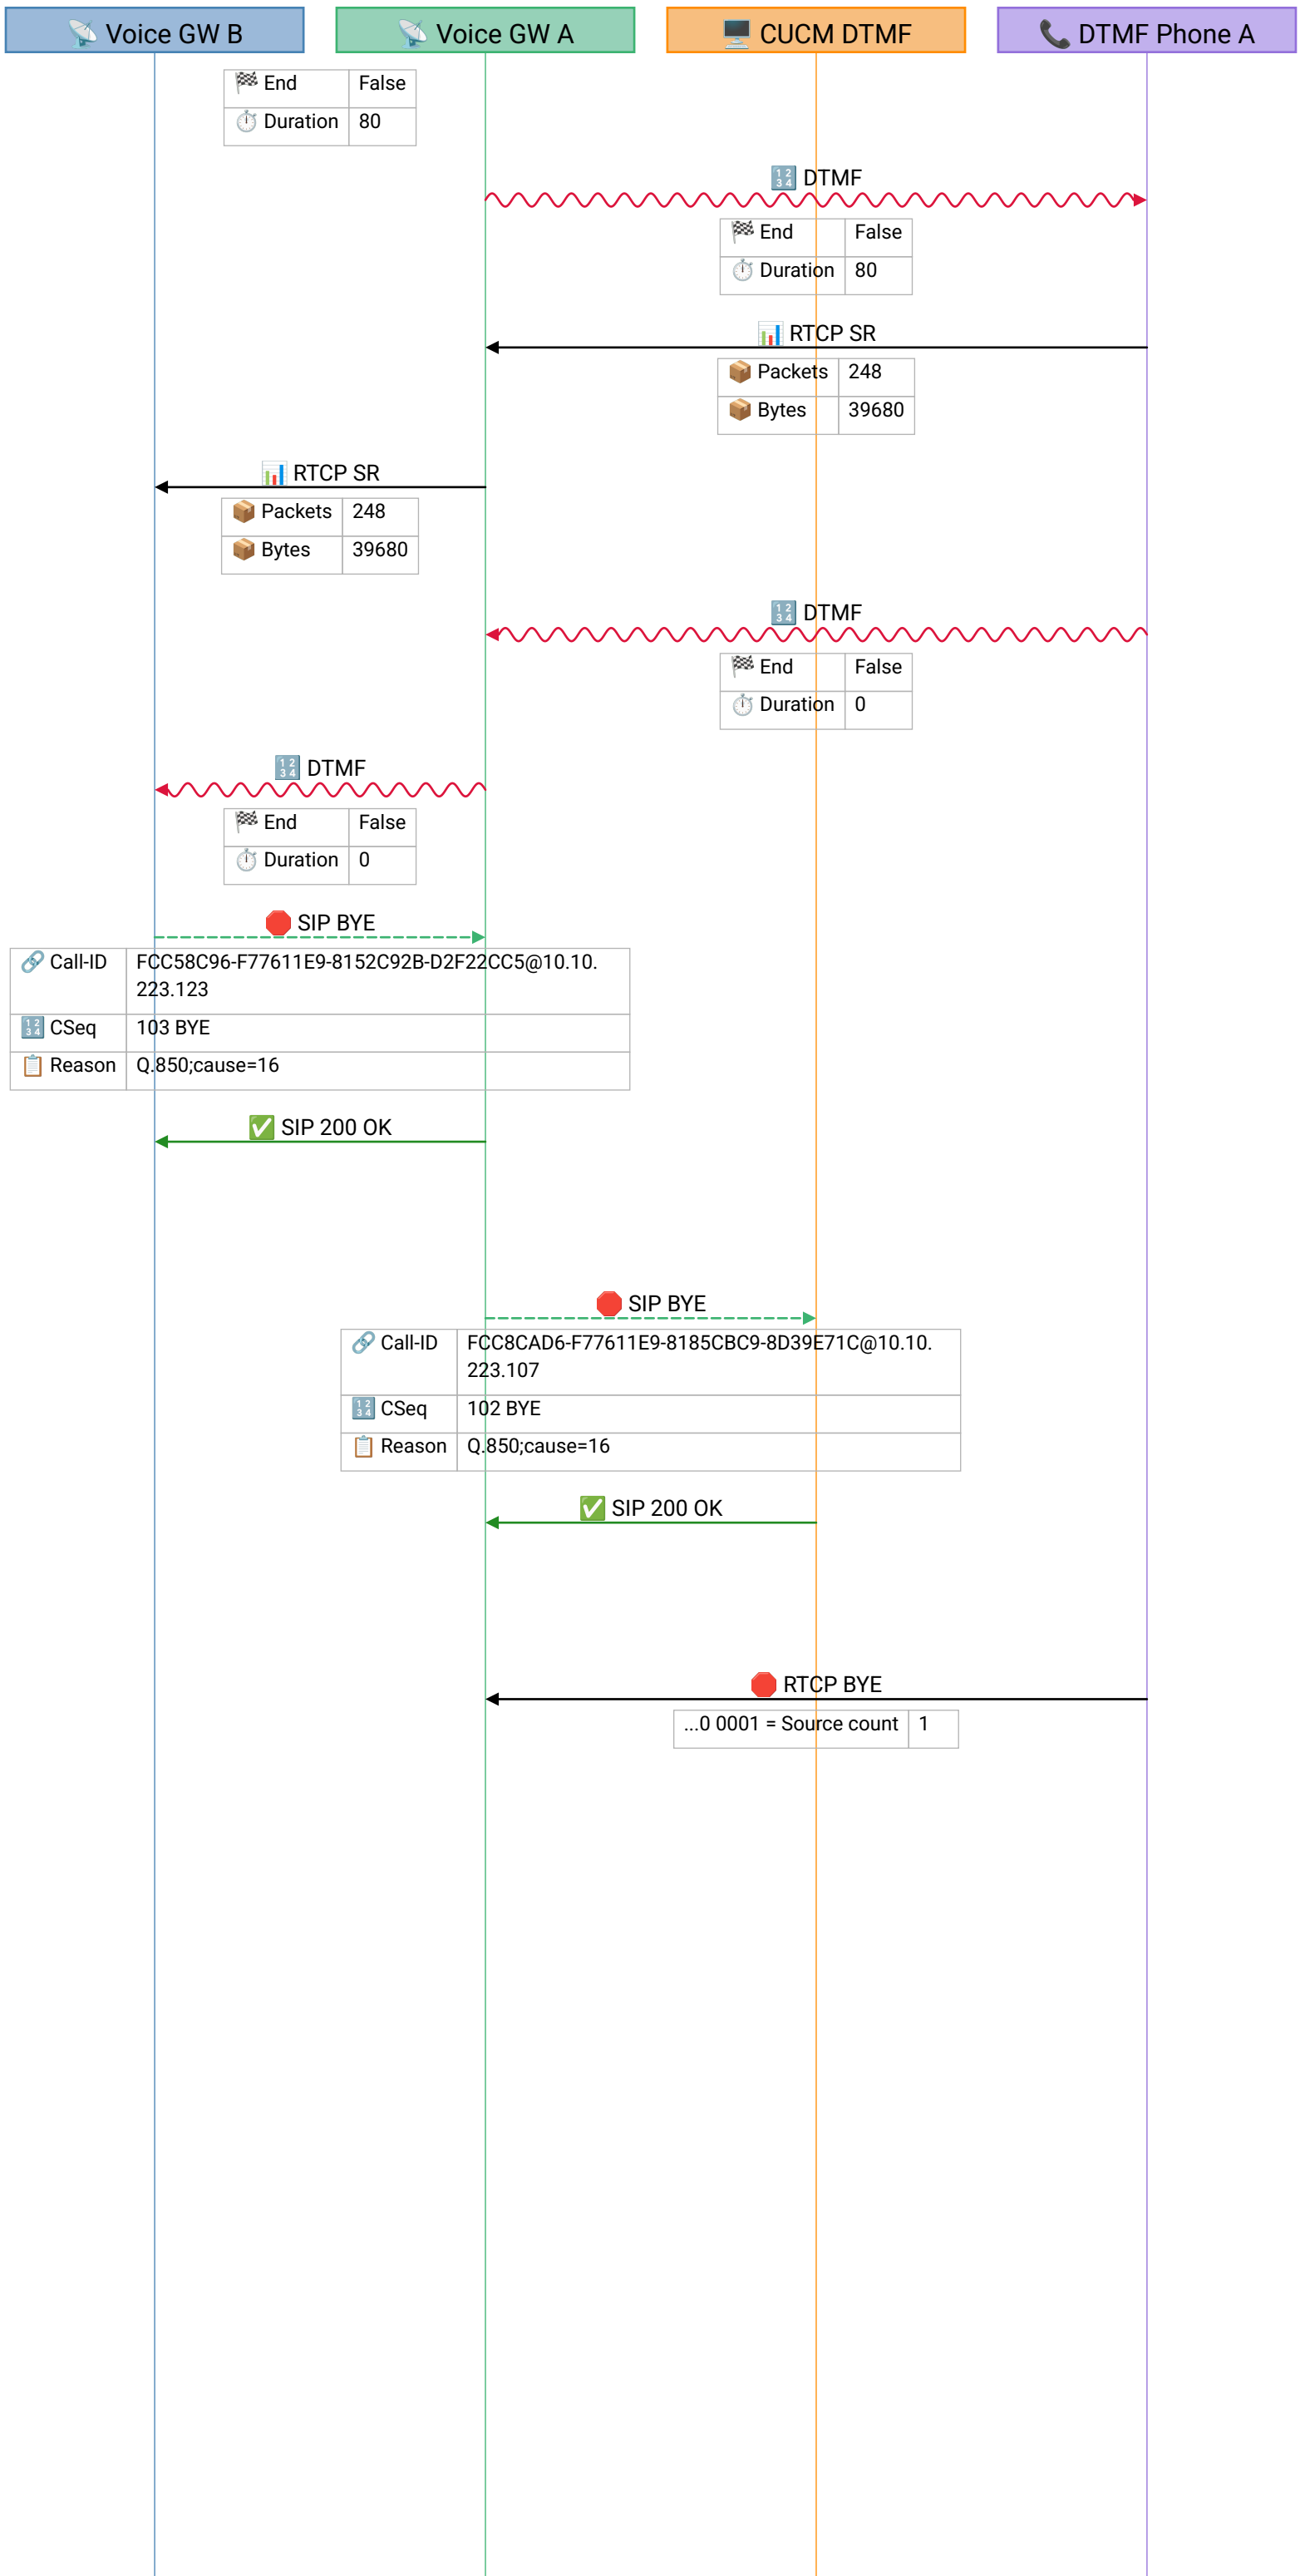 Voice GW B
Voice GW A
CUCM DTMF
DTMF Phone A
End False
Duration 80
DTMF
End False
Duration 80
RTCP SR
Packets 248
Bytes 39680
RTCP SR
Packets 248
Bytes 39680
DTMF
End False
Duration 0
DTMF
End False
Duration 0
SIP BYE
Call-ID FCC58C96-F77611E9-8152C92B-D2F22CC5@10.10.
223.123
CSeq 103 BYE
Reason Q.850;cause=16
SIP 200 OK
SIP BYE
Call-ID FCC8CAD6-F77611E9-8185CBC9-8D39E71C@10.10.
223.107
CSeq 102 BYE
Reason Q.850;cause=16
SIP 200 OK
RTCP BYE
...0 0001 = Source count 1